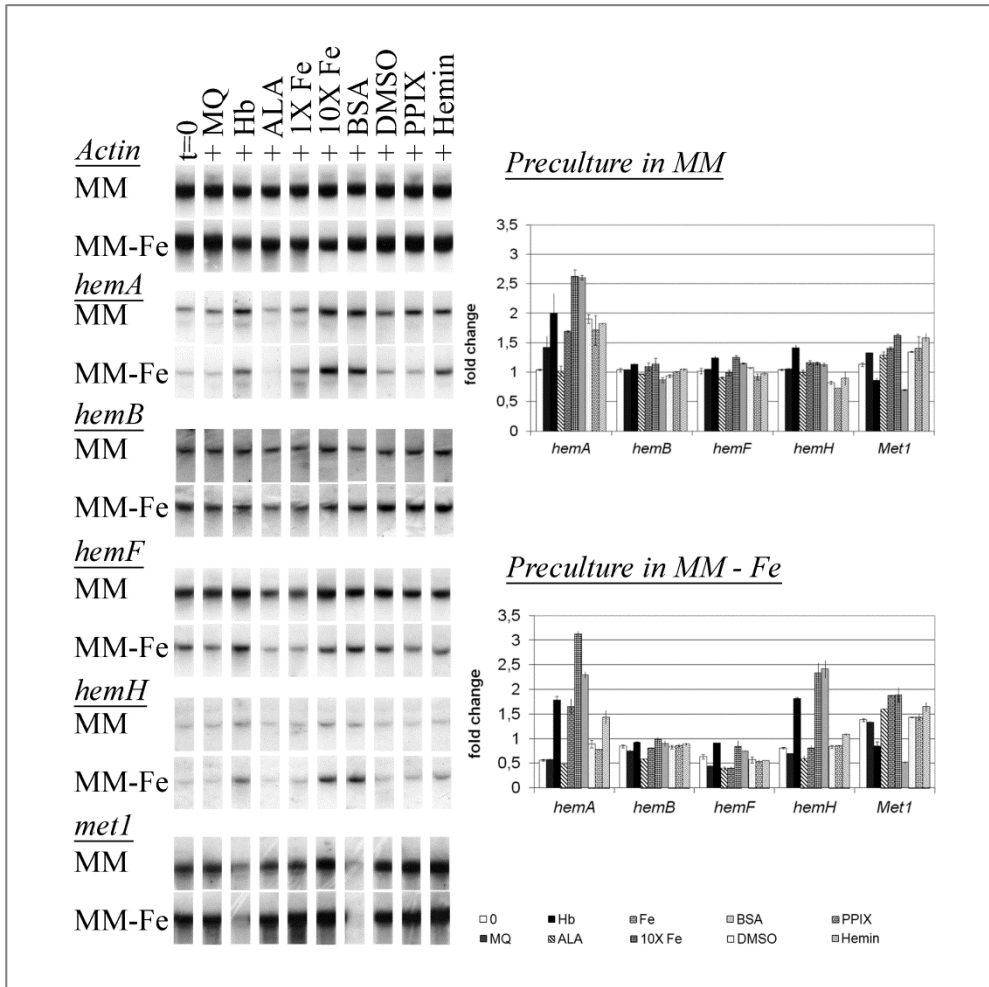 t=0
+ MQ
+ Hb
+ ALA
+ 1X Fe
+ 10X Fe
+ BSA
+ DMSO
+ PPIX
+ Hemin
Actin
MM
MM-Fe
hemA
MM
MM-Fe
hemB
MM
MM-Fe
hemF
MM
MM-Fe
hemH
MM
MM-Fe
met1
MM
MM-Fe
Preculture in MM
fold change
3,5
3
2,5
2
1,5
1
0,5
0
hemA hemB hemF hemH Met1
Preculture in MM - Fe
fold change
3,5
3
2,5
2
1,5
1
0,5
0
hemA hemB hemF hemH Met1
0 Hb Fe BSA PPIX
MQ ALA 10X Fe DMSO Hemin